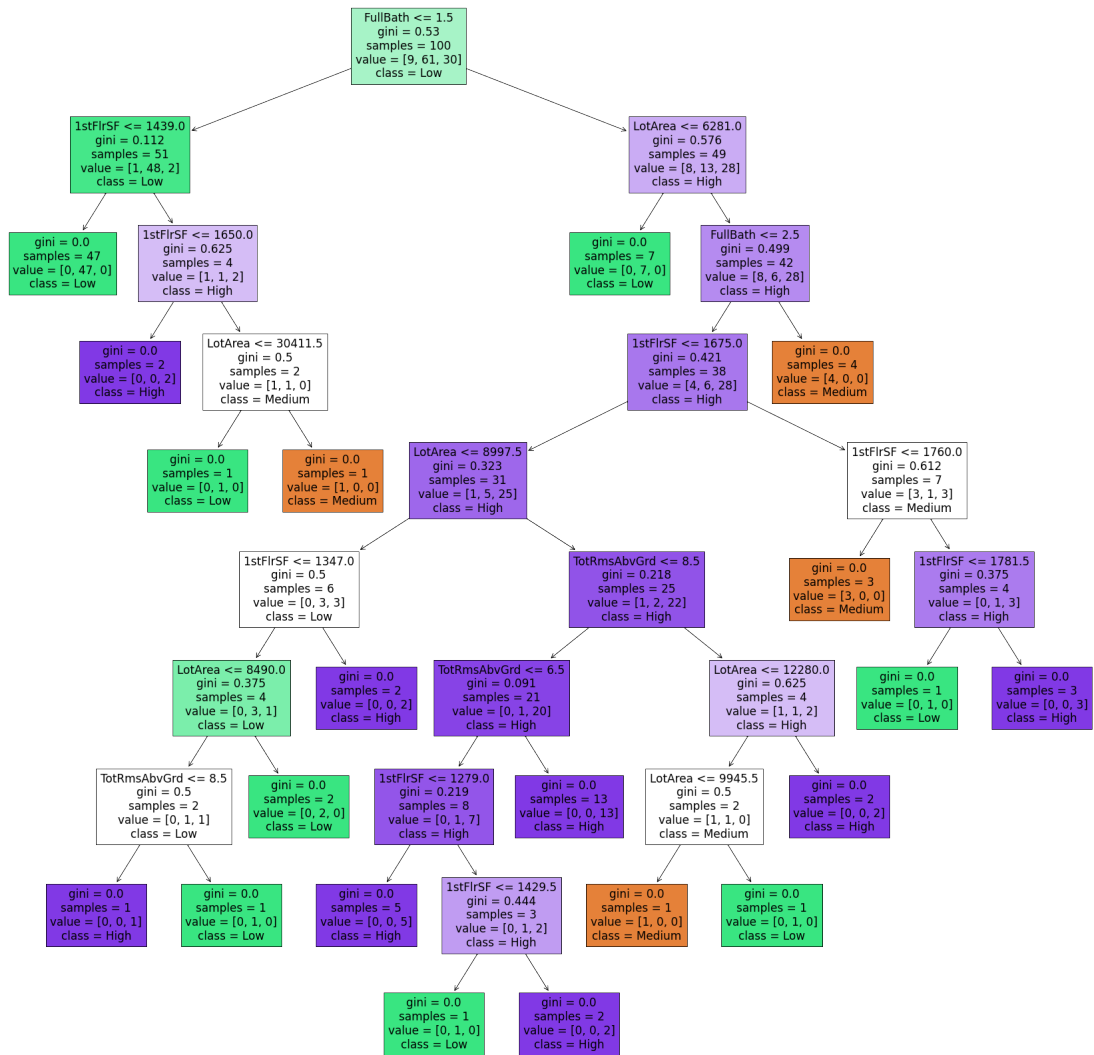 FullBath <= 1.5
gini = 0.53
samples = 100
value = [9, 61, 30]
class = Low
1stFlrSF <= 1439.0
gini = 0.112
samples = 51
value = [1, 48, 2]
class = Low
LotArea <= 6281.0
gini = 0.576
samples = 49
value = [8, 13, 28]
class = High
gini = 0.0
samples = 47
value = [0, 47, 0]
class = Low
1stFlrSF <= 1650.0
gini = 0.625
samples = 4
value = [1, 1, 2]
class = High
gini = 0.0
samples = 7
value = [0, 7, 0]
class = Low
FullBath <= 2.5
gini = 0.499
samples = 42
value = [8, 6, 28]
class = High
gini = 0.0
samples = 2
value = [0, 0, 2]
class = High
LotArea <= 30411.5
gini = 0.5
samples = 2
value = [1, 1, 0]
class = Medium
1stFlrSF <= 1675.0
gini = 0.421
samples = 38
value = [4, 6, 28]
class = High
gini = 0.0
samples = 4
value = [4, 0, 0]
class = Medium
gini = 0.0
samples = 1
value = [0, 1, 0]
class = Low
gini = 0.0
samples = 1
value = [1, 0, 0]
class = Medium
LotArea <= 8997.5
gini = 0.323
samples = 31
value = [1, 5, 25]
class = High
1stFlrSF <= 1760.0
gini = 0.612
samples = 7
value = [3, 1, 3]
class = Medium
1stFlrSF <= 1347.0
gini = 0.5
samples = 6
value = [0, 3, 3]
class = Low
TotRmsAbvGrd <= 8.5
gini = 0.218
samples = 25
value = [1, 2, 22]
class = High
gini = 0.0
samples = 3
value = [3, 0, 0]
class = Medium
1stFlrSF <= 1781.5
gini = 0.375
samples = 4
value = [0, 1, 3]
class = High
LotArea <= 8490.0
gini = 0.375
samples = 4
value = [0, 3, 1]
class = Low
gini = 0.0
samples = 2
value = [0, 0, 2]
class = High
TotRmsAbvGrd <= 6.5
gini = 0.091
samples = 21
value = [0, 1, 20]
class = High
LotArea <= 12280.0
gini = 0.625
samples = 4
value = [1, 1, 2]
class = High
gini = 0.0
samples = 1
value = [0, 1, 0]
class = Low
gini = 0.0
samples = 3
value = [0, 0, 3]
class = High
TotRmsAbvGrd <= 8.5
gini = 0.5
samples = 2
value = [0, 1, 1]
class = Low
gini = 0.0
samples = 2
value = [0, 2, 0]
class = Low
1stFlrSF <= 1279.0
gini = 0.219
samples = 8
value = [0, 1, 7]
class = High
gini = 0.0
samples = 13
value = [0, 0, 13]
class = High
LotArea <= 9945.5
gini = 0.5
samples = 2
value = [1, 1, 0]
class = Medium
gini = 0.0
samples = 2
value = [0, 0, 2]
class = High
gini = 0.0
samples = 1
value = [0, 0, 1]
class = High
gini = 0.0
samples = 1
value = [0, 1, 0]
class = Low
gini = 0.0
samples = 5
value = [0, 0, 5]
class = High
1stFlrSF <= 1429.5
gini = 0.444
samples = 3
value = [0, 1, 2]
class = High
gini = 0.0
samples = 1
value = [1, 0, 0]
class = Medium
gini = 0.0
samples = 1
value = [0, 1, 0]
class = Low
gini = 0.0
samples = 1
value = [0, 1, 0]
class = Low
gini = 0.0
samples = 2
value = [0, 0, 2]
class = High